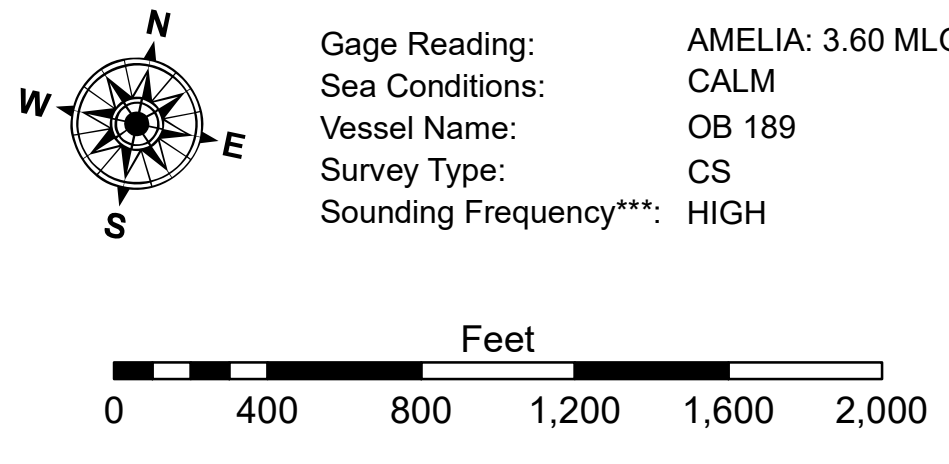 N
W
E
S
Gage Reading: AMELIA: 3.60
Sea Conditions: CALM
Vessel Name: OB 189
Survey Type: CS
Sounding Frequency***: HIGH
Feet
0 400 800 1,200 1,600 2,000